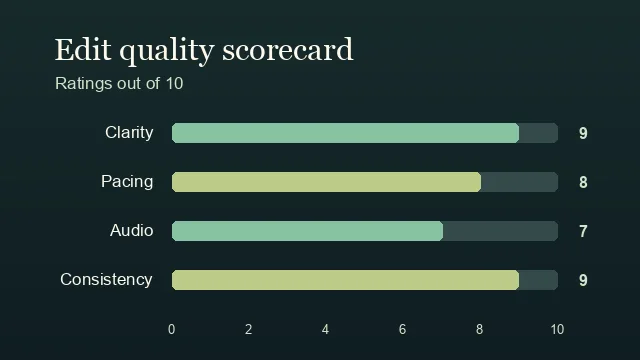 Edit quality scorecard
Ratings out of 10
Clarity 9
Pacing 8
Audio 7
Consistency 9
0 2 4 6 8 10